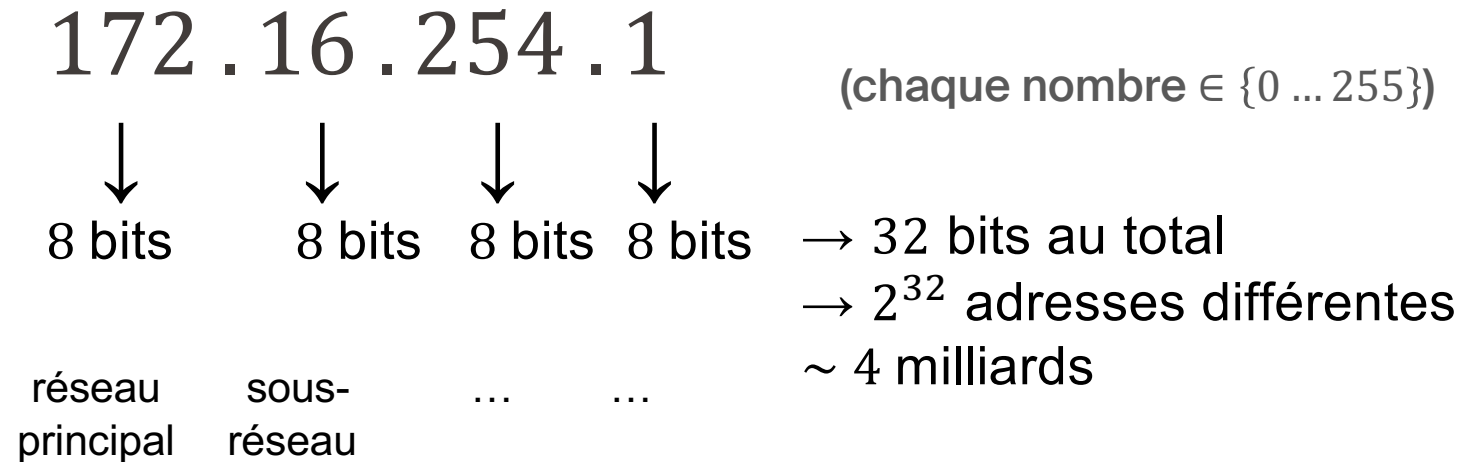 172 . 16 . 254 . 1
(chaque nombre ∈ {0 … 255})
↓ ↓ ↓ ↓
8 bits 8 bits 8 bits 8 bits → 32 bits au total
→ 2³² adresses différentes
~ 4 milliards
réseau sous- … …
principal réseau